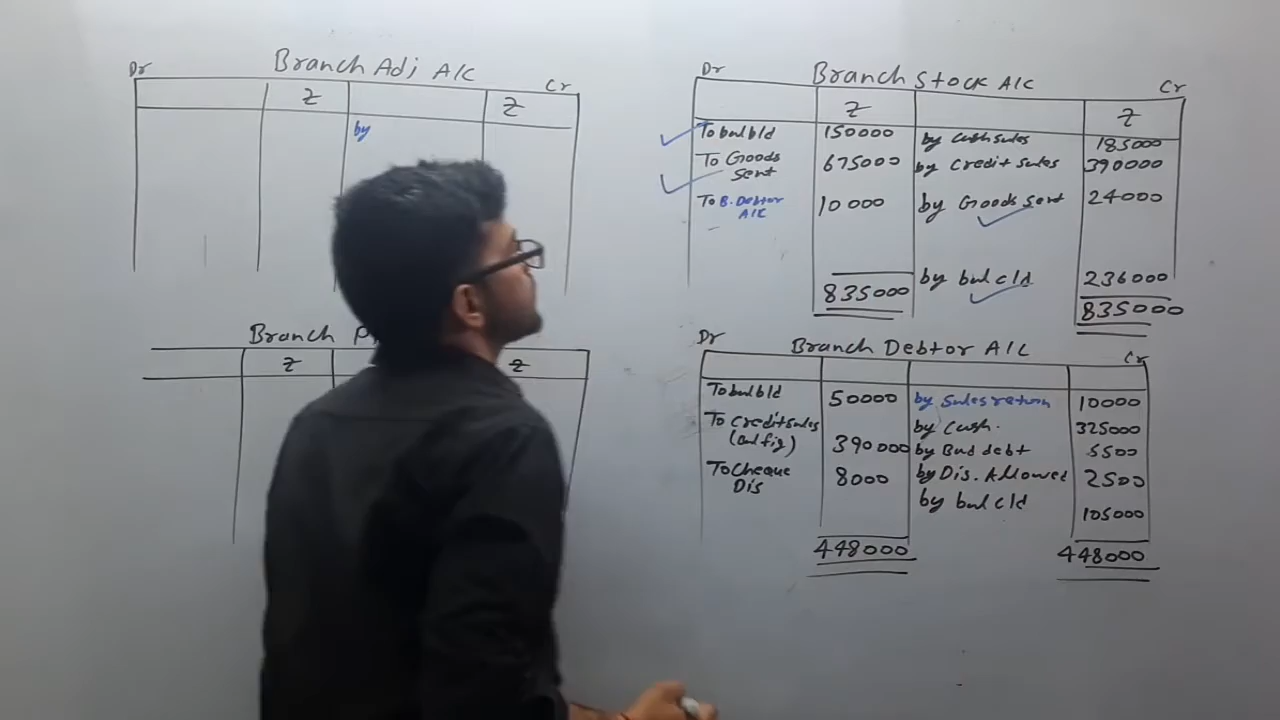 Dr Branch Adj A/C Cr
Z Z
by
Branch
Z Z
Dr Branch Stock A/C Cr
Z Z
To bal b/d 150000 by Cash sales 185000
To Goods Sent 675000 by Credit sales 390000
To B. Debtor A/C 10000 by Goods sent 24000
by bal c/d 236000
835000 835000
Dr Branch Debtor A/C Cr
To bal b/d 50000 by Sales return 10000
To Credit sales (bal fig) 390000 by Cash. 325000
by Bad debt 5500
To Cheque Dis 8000 by Dis. Allowed 2500
by bal c/d 105000
448000 448000